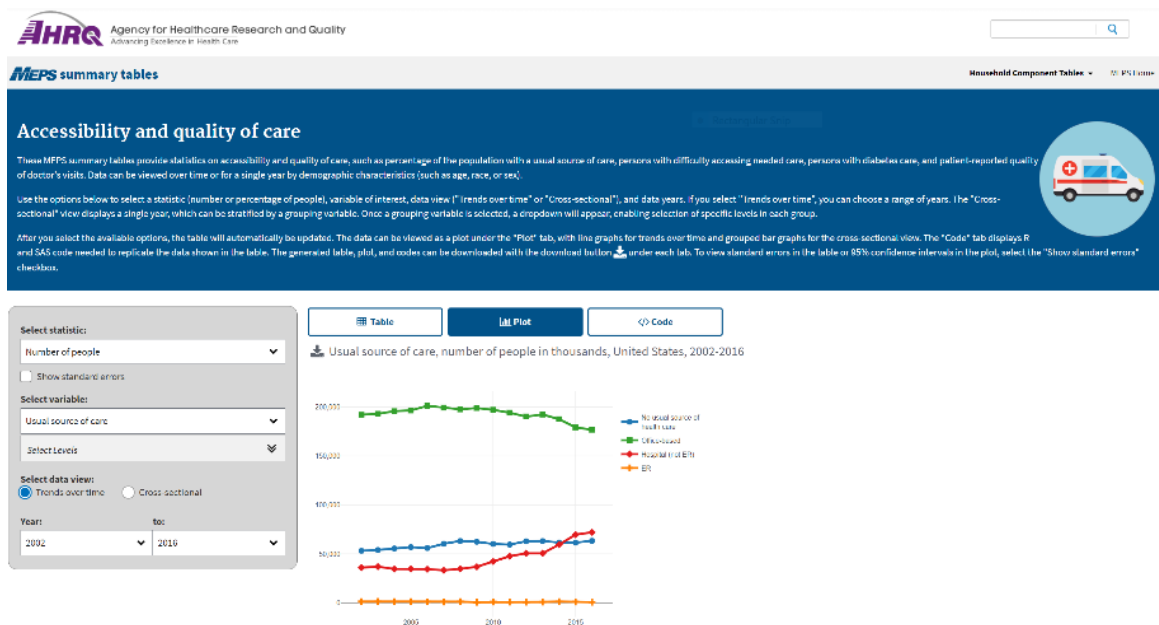 AHRQ
Agency for Healthcare Research and Quality
Advancing Excellence in Health Care
MEPS summary tables
Household Component Tables
MEPS Home
Accessibility and quality of care
These MEPS summary tables provide statistics on accessibility and quality of care, such as percentage of the population with a usual source of care, persons with difficulty accessing needed care, persons with diabetes care, and patient-reported quality
of doctor's visits. Data can be viewed over time or for a single year by demographic characteristics (such as age, race, or sex).
Use the options below to select a statistic (number or percentage of people), variable of interest, data view ("Trends over time" or "Cross-sectional"), and data years. If you select "Trends over time", you can choose a range of years. The "Cross-
sectional" view displays a single year, which can be stratified by a grouping variable. Once a grouping variable is selected, a dropdown will appear, enabling selection of specific levels in each group.
After you select the available options, the table will automatically be updated. The data can be viewed as a plot under the "Plot" tab, with line graphs for trends over time and grouped bar graphs for the cross-sectional view. The "Code" tab displays R
and SAS code needed to replicate the data shown in the table. The generated table, plot, and codes can be downloaded with the download button under each tab. To view standard errors in the table or 95% confidence intervals in the plot, select the "Show standard errors"
checkbox.
Select statistic:
Number of people
Show standard errors
Select variable:
Usual source of care
Select Levels
Select data view:
Trends over time
Cross-sectional
Year:
to:
2002
2016
Table
Plot
</> Code
Usual source of care, number of people in thousands, United States, 2002-2016
200,000
150,000
100,000
50,000
0
2005
2010
2015
No usual source of
health care
Office-based
Hospital (not ER)
ER